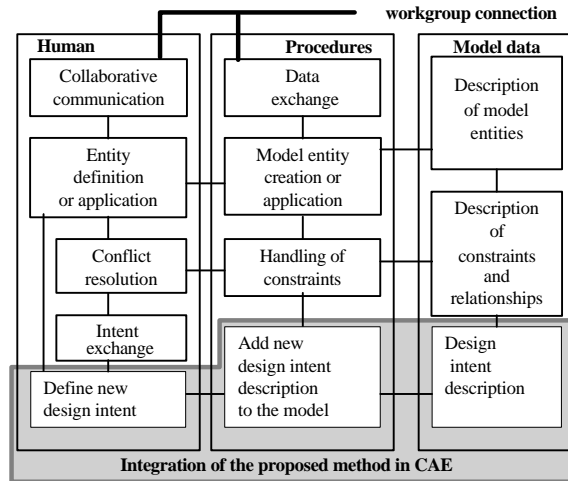 workgroup connection
Human
Collaborative
communication
Entity
definition
or application
Conflict
resolution
Intent
exchange
Define new
design intent
Procedures
Data
exchange
Model entity
creation or
application
Handling of
constraints
Add new
design intent
description
to the model
Model data
Description
of model
entities
Description
of
constraints
and
relationships
Design
intent
description
Integration of the proposed method in CAE